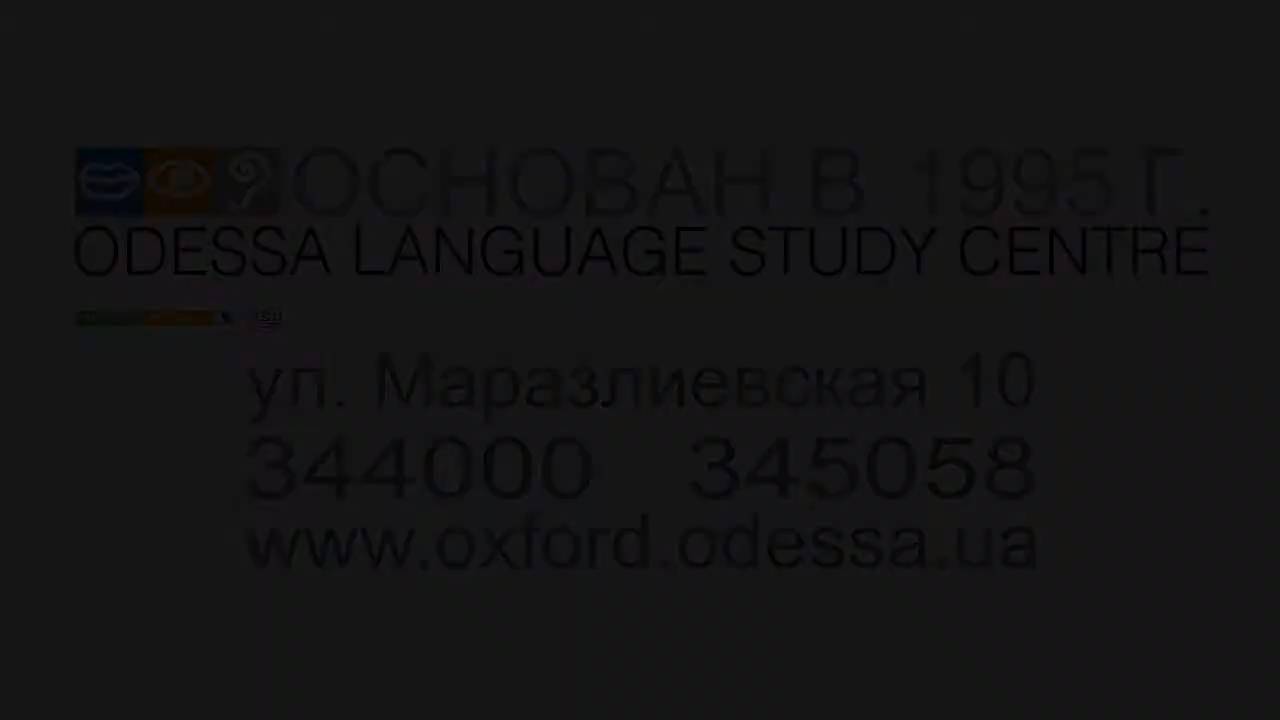 ОСНОВАН В 1995 Г.
ODESSA LANGUAGE STUDY CENTRE
ул. Маразлиевская 10
344000 345058
www.oxford.odessa.ua